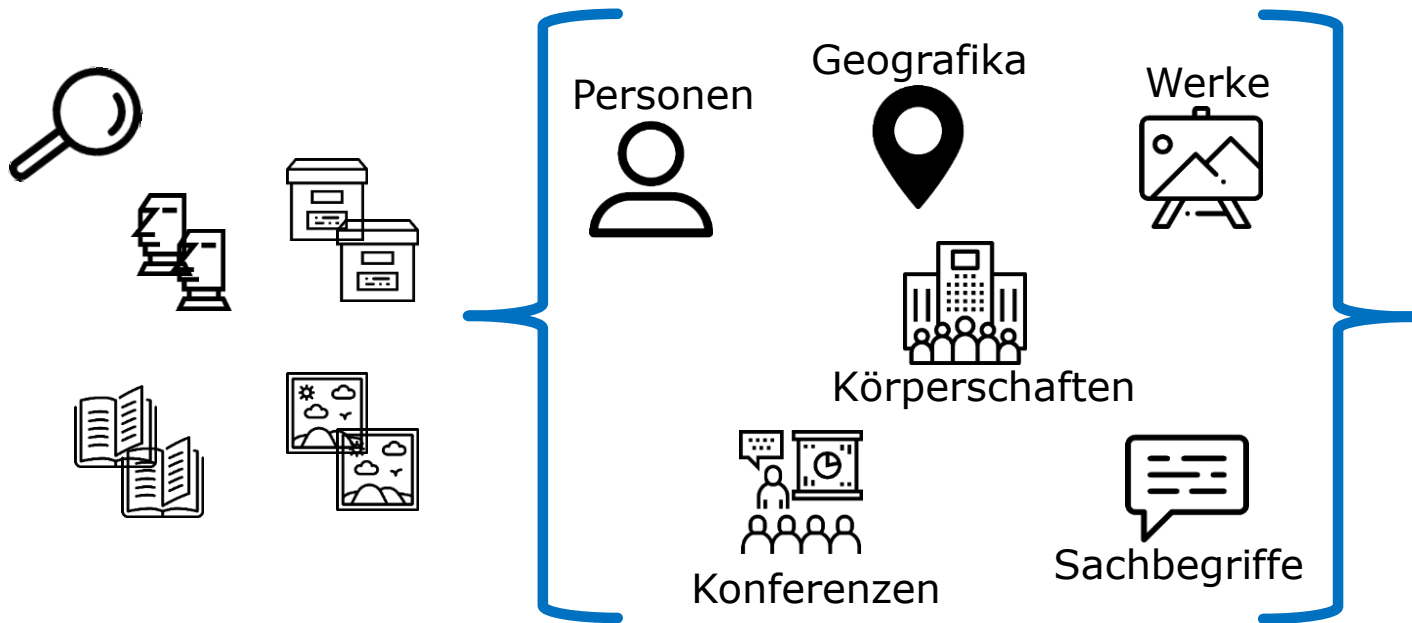 Geografika
Personen
Werke
Körperschaften
Konferenzen
Sachbegriffe